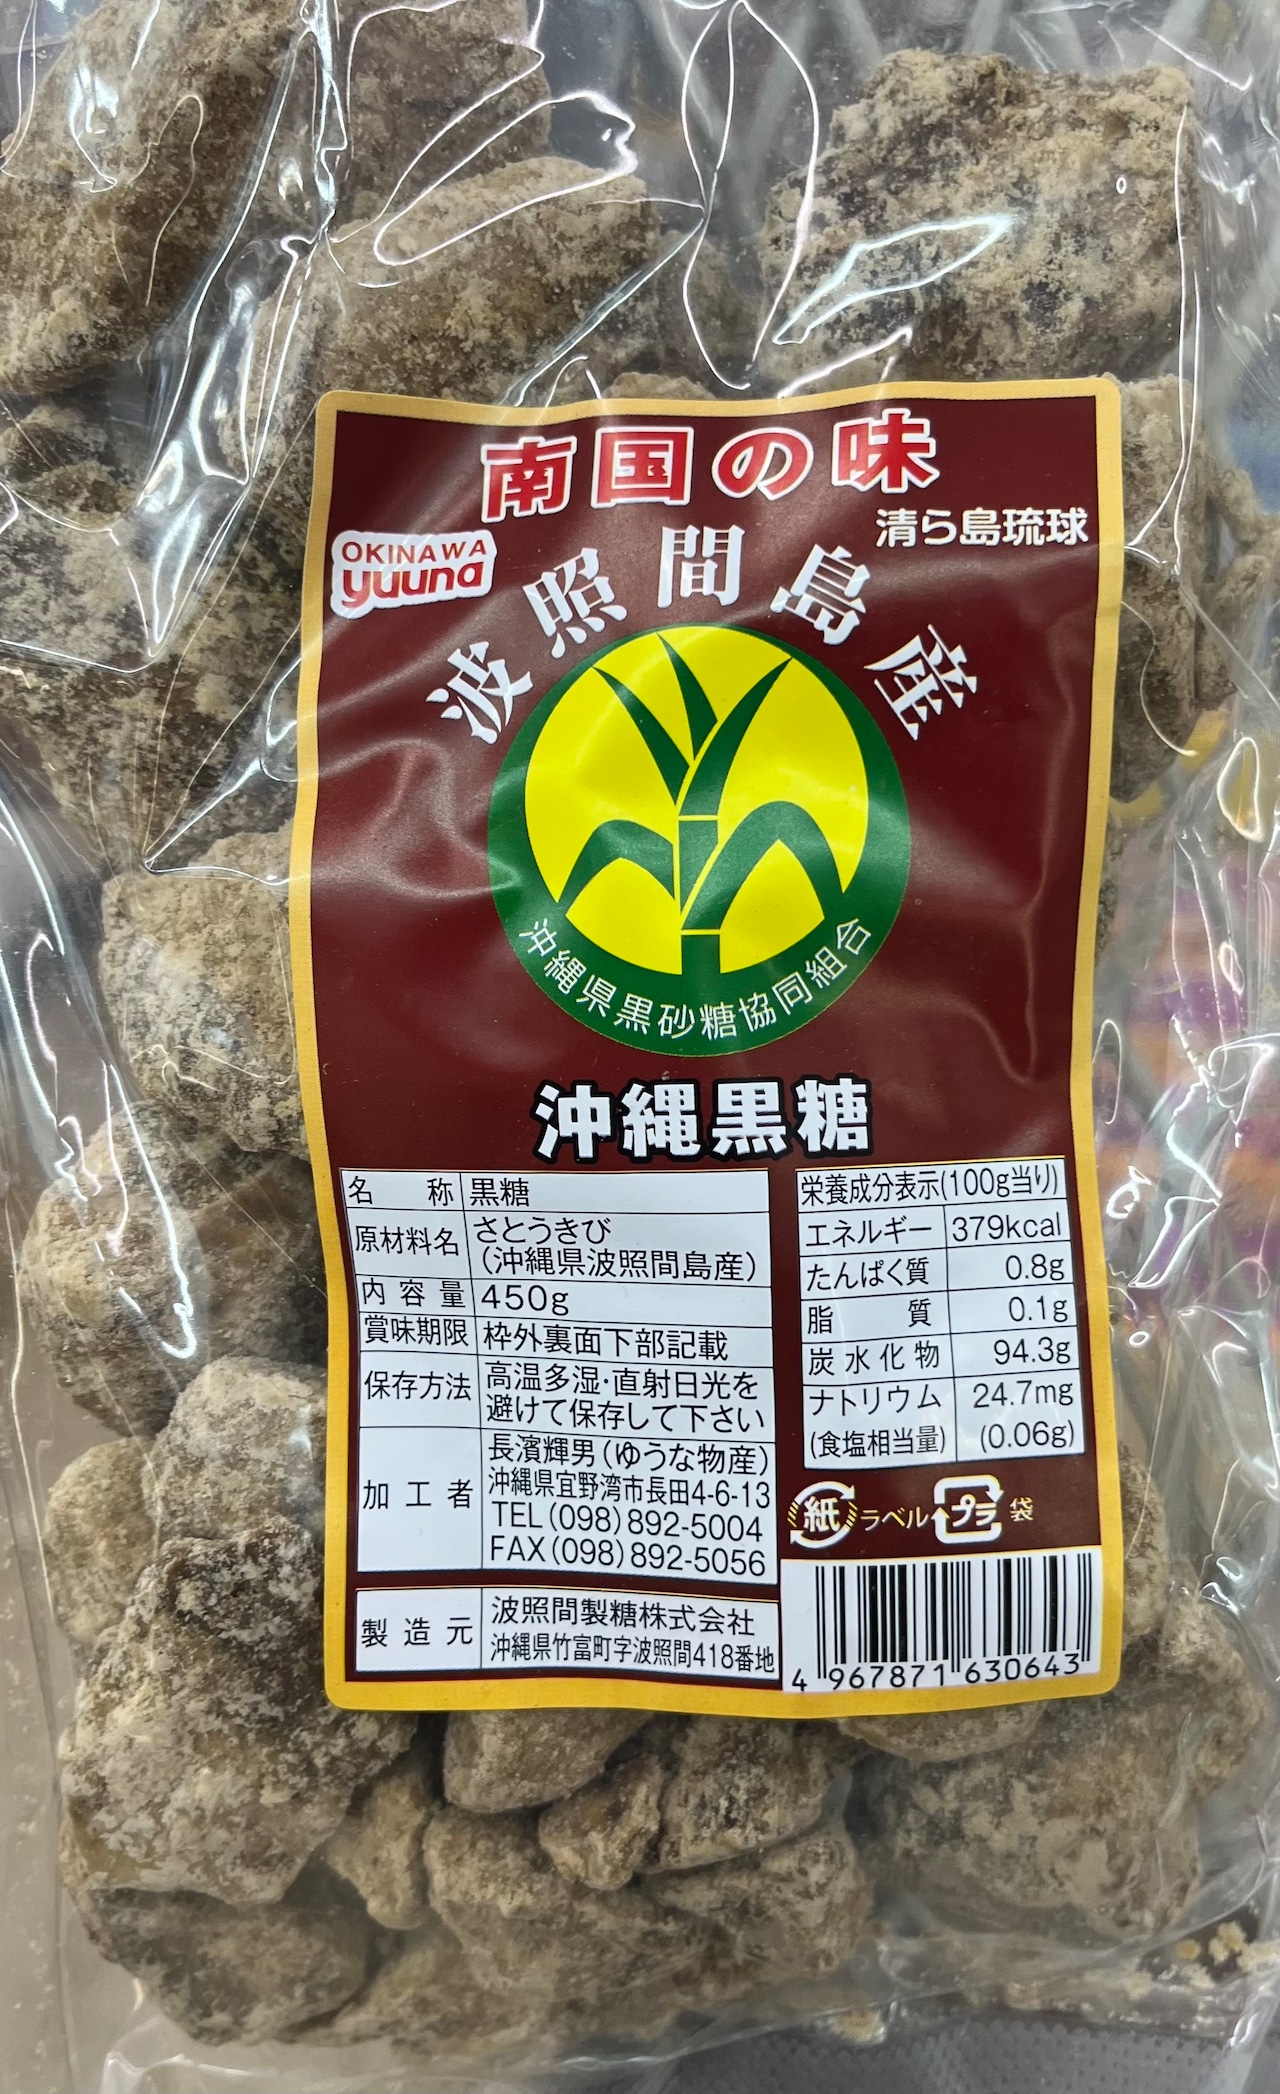 南国の味
清ら島琉球
OKINAWA
yuuna
波照間島産
沖縄県黒砂糖協同組合
沖縄黒糖
名称 黒糖
原材料名 さとうきび
(沖縄県波照間島産)
内容量 450g
賞味期限 枠外裏面下部記載
保存方法 高温多湿・直射日光を
避けて保存して下さい
加工者 長濱輝男(ゆうな物産)
沖縄県宜野湾市長田4-6-13
TEL(098)892-5004
FAX(098)892-5056
製造元 波照間製糖株式会社
沖縄県竹富町字波照間418番地
栄養成分表示(100g当り)
エネルギー 379kcal
たんぱく質 0.8g
脂質 0.1g
炭水化物 94.3g
ナトリウム 24.7mg
(食塩相当量) (0.06g)
紙 ラベル プラ 袋
4 967871 630643